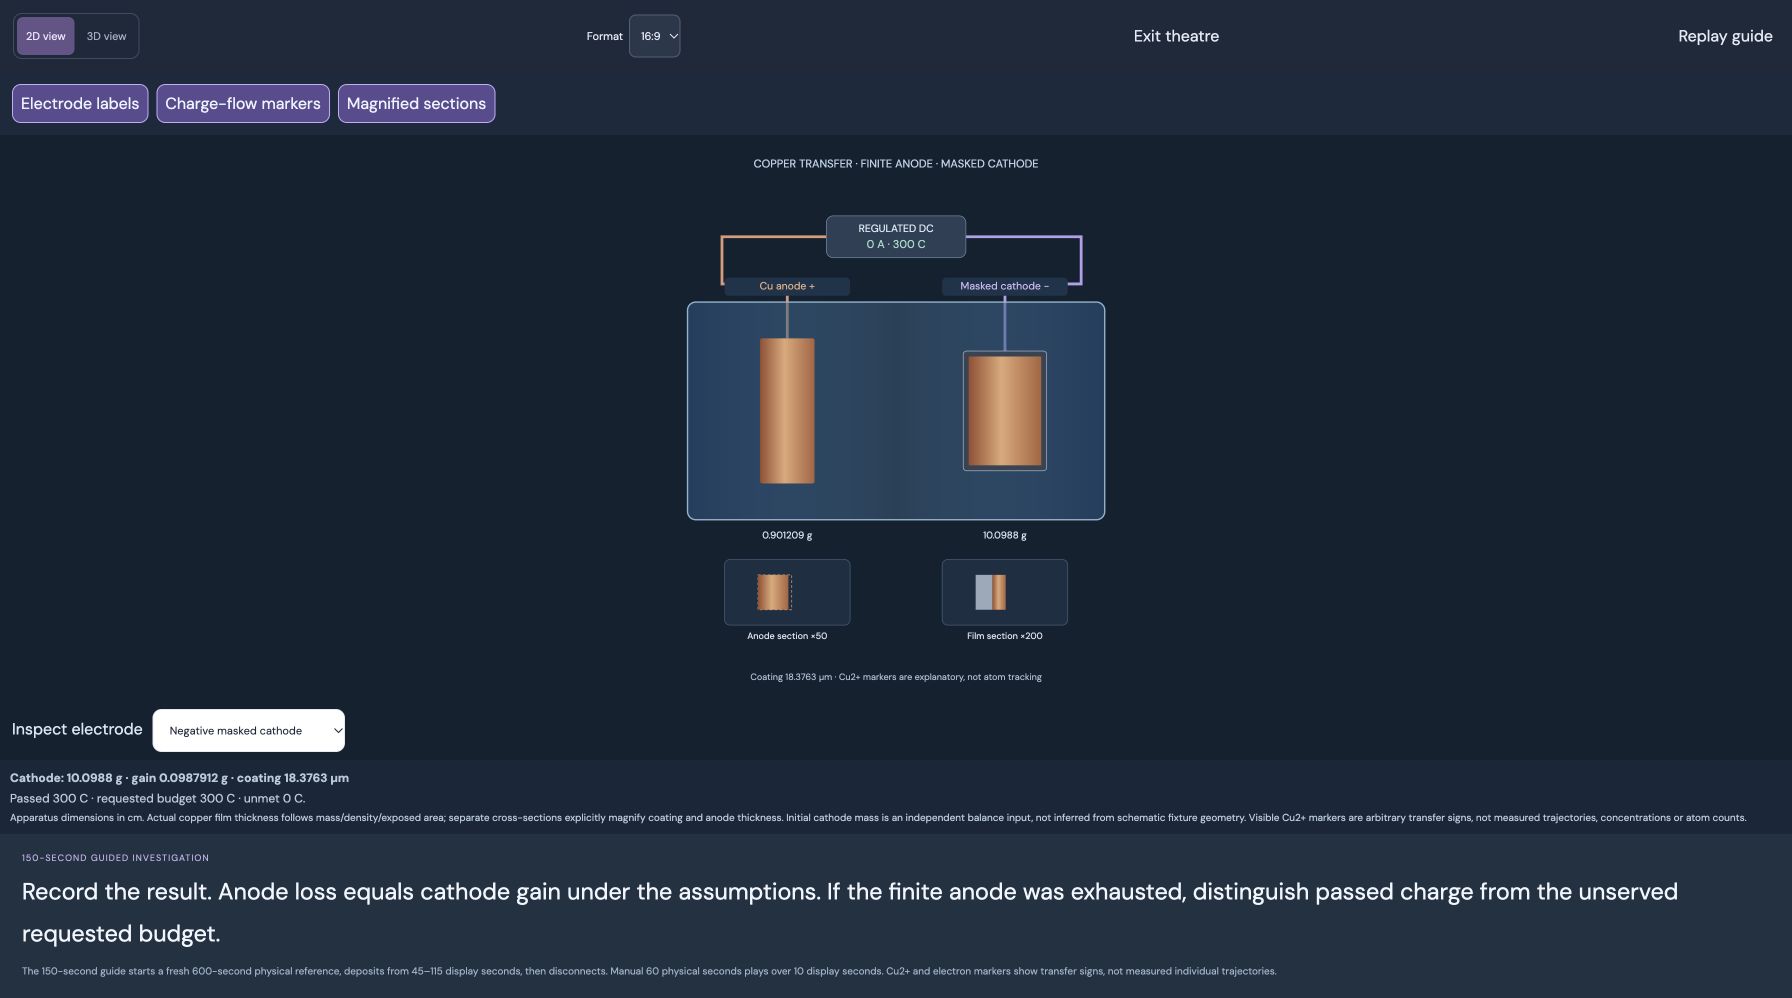 2D view
3D view
Format
16:9
Exit theatre
Replay guide
Electrode labels
Charge-flow markers
Magnified sections
COPPER TRANSFER · FINITE ANODE · MASKED CATHODE
REGULATED DC
0 A · 300 C
Cu anode +
Masked cathode −
0.901209 g
10.0988 g
Anode section ×50
Film section ×200
Coating 18.3763 µm · Cu2+ markers are explanatory, not atom tracking
Inspect electrode
Negative masked cathode
Cathode: 10.0988 g · gain 0.0987912 g · coating 18.3763 µm
Passed 300 C · requested budget 300 C · unmet 0 C.
Apparatus dimensions in cm. Actual copper film thickness follows mass/density/exposed area; separate cross-sections explicitly magnify coating and anode thickness. Initial cathode mass is an independent balance input, not inferred from schematic fixture geometry. Visible Cu2+ markers are arbitrary transfer signs, not measured trajectories, concentrations or atom counts.
150-SECOND GUIDED INVESTIGATION
Record the result. Anode loss equals cathode gain under the assumptions. If the finite anode was exhausted, distinguish passed charge from the unserved
requested budget.
The 150-second guide starts a fresh 600-second physical reference, deposits from 45–115 display seconds, then disconnects. Manual 60 physical seconds plays over 10 display seconds. Cu2+ and electron markers show transfer signs, not measured individual trajectories.